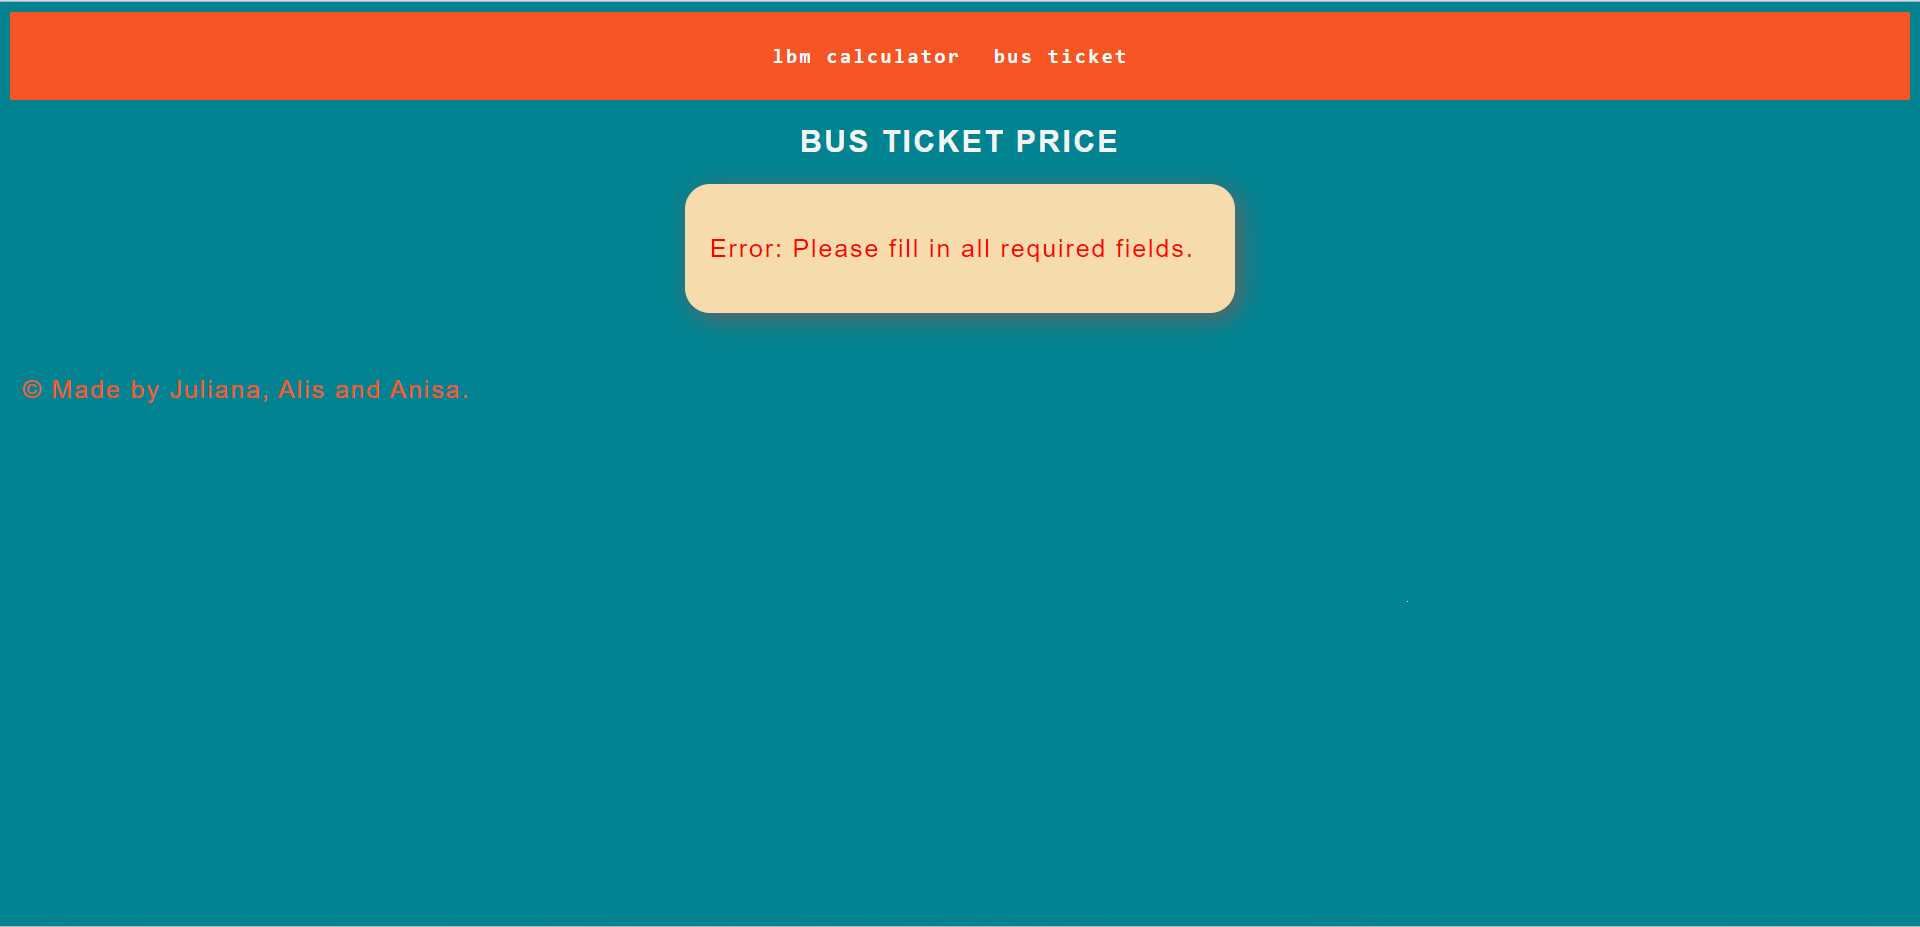 lbm calculator bus ticket
BUS TICKET PRICE
Error: Please fill in all required fields.
© Made by Juliana, Alis and Anisa.